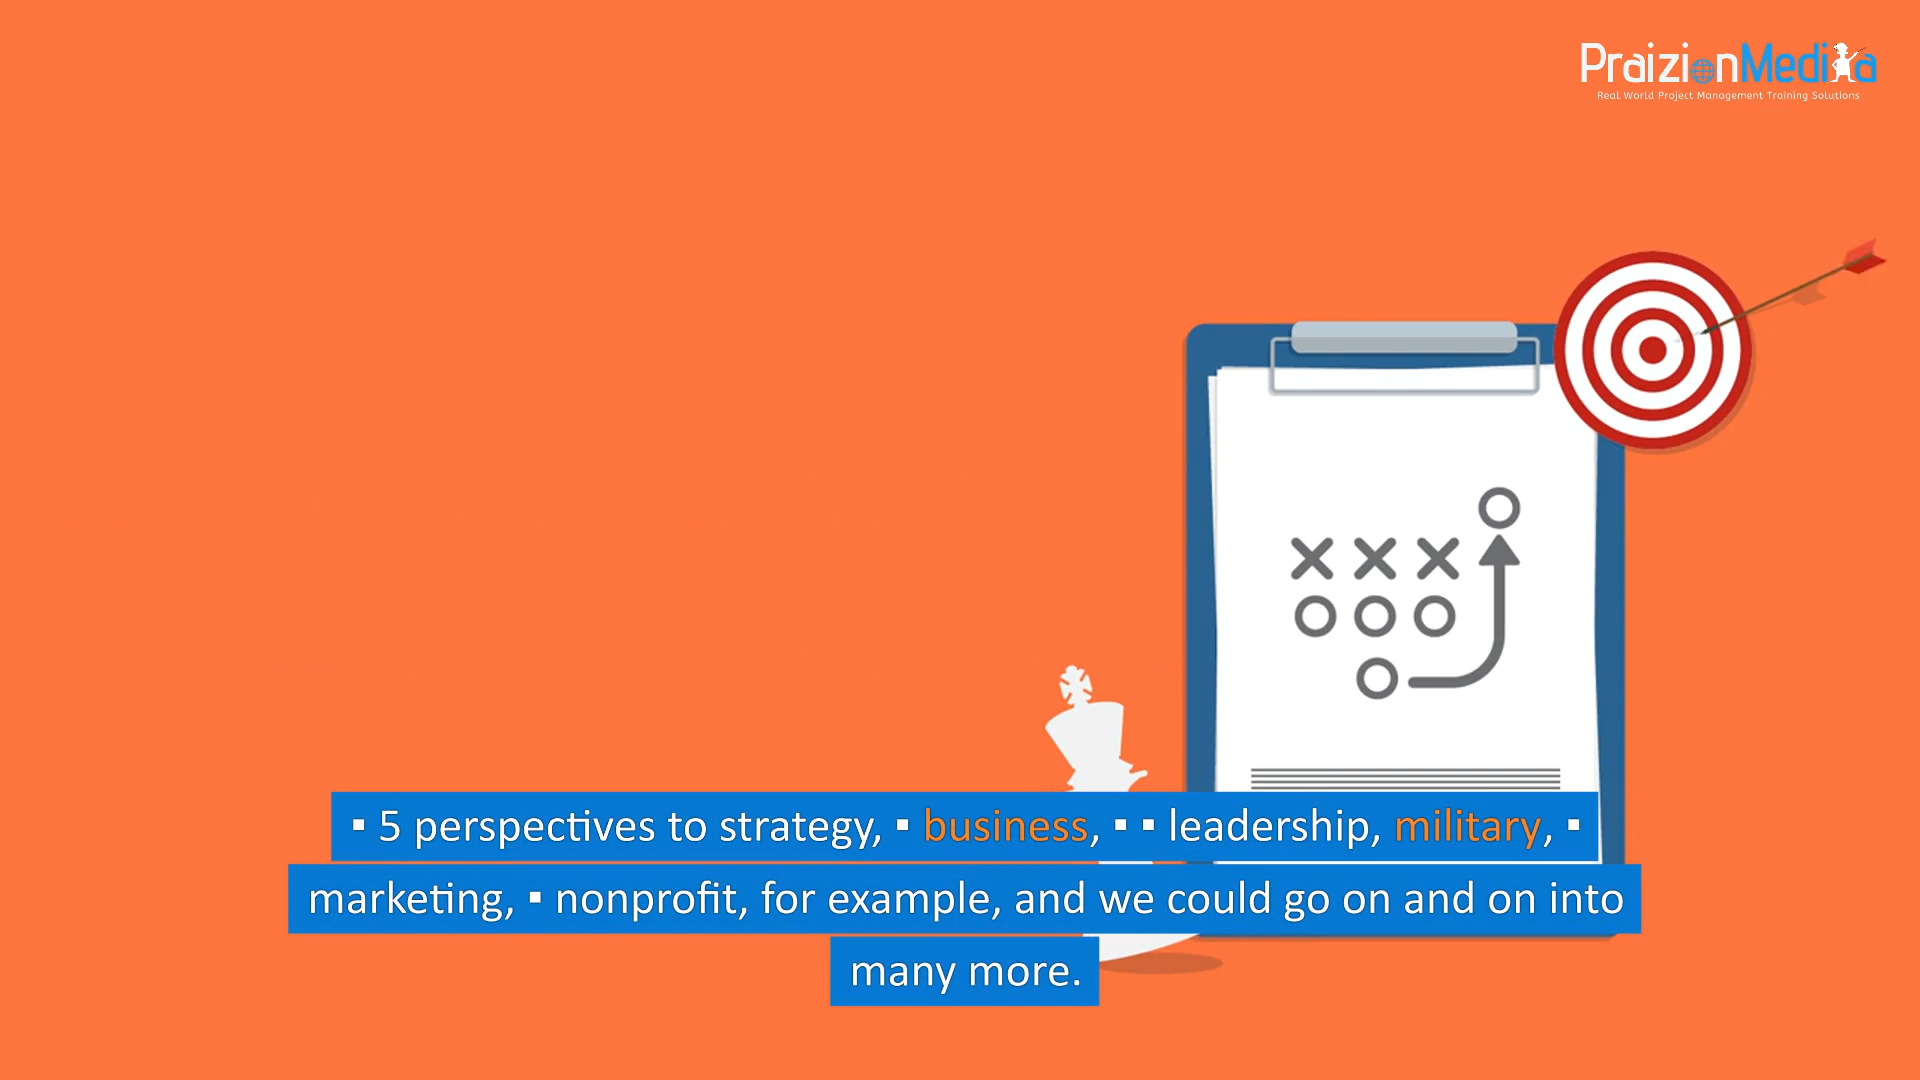 PraizionMedia
Real World Project Management Training Solutions
▪ 5 perspectives to strategy, ▪ business, ▪ ▪ leadership, military, ▪
marketing, ▪ nonprofit, for example, and we could go on and on into
many more.